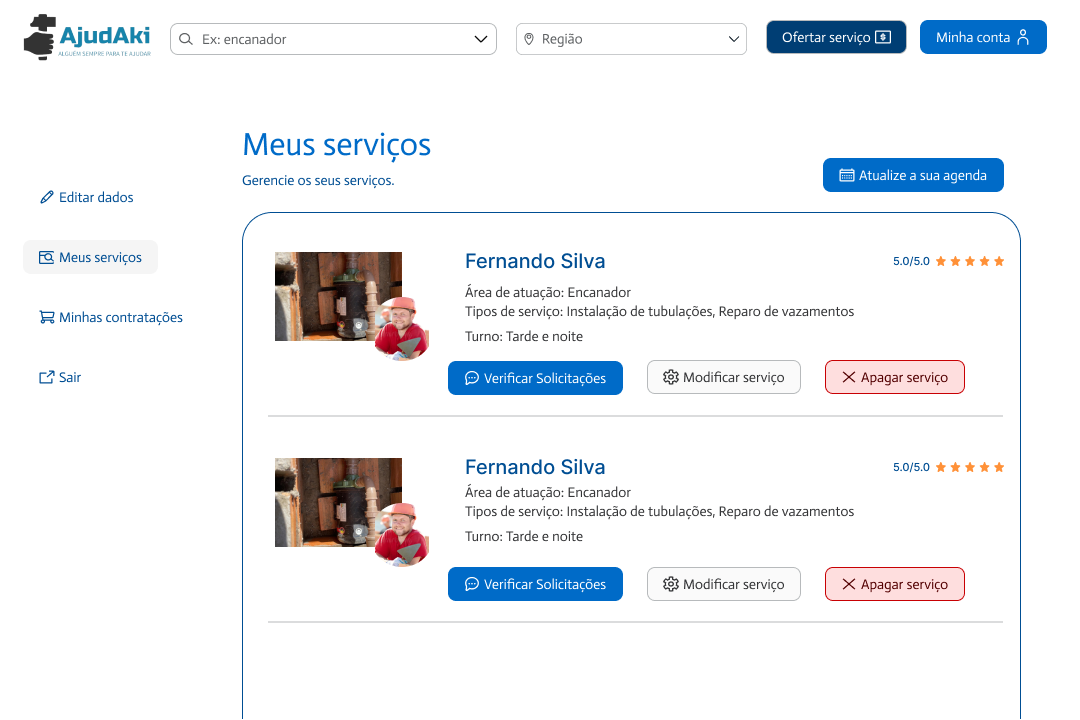 AjudAki
ALGUÉM SEMPRE PARA TE AJUDAR
Ex: encanador
Região
Ofertar serviço
Minha conta
Meus serviços
Gerencie os seus serviços.
Atualize a sua agenda
Editar dados
Meus serviços
Minhas contratações
Sair
Fernando Silva
5.0/5.0
Área de atuação: Encanador
Tipos de serviço: Instalação de tubulações, Reparo de vazamentos
Turno: Tarde e noite
Verificar Solicitações
Modificar serviço
Apagar serviço
Fernando Silva
5.0/5.0
Área de atuação: Encanador
Tipos de serviço: Instalação de tubulações, Reparo de vazamentos
Turno: Tarde e noite
Verificar Solicitações
Modificar serviço
Apagar serviço